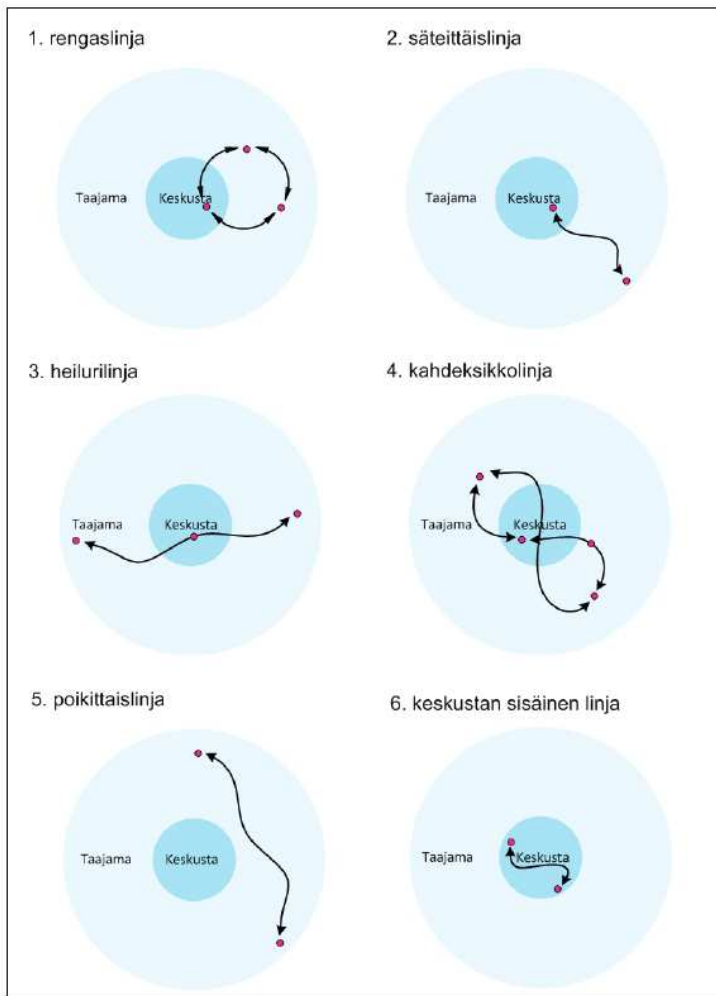 1. rengaslinja
2. säteittäislinja
Taajama
Keskusta
Taajama
Keskusta
3. heilurilinja
4. kahdeksikkolinja
Taajama
Keskusta
Taajama
Keskusta
5. poikittaislinja
6. keskustan sisäinen linja
Taajama
Keskusta
Taajama
Keskusta